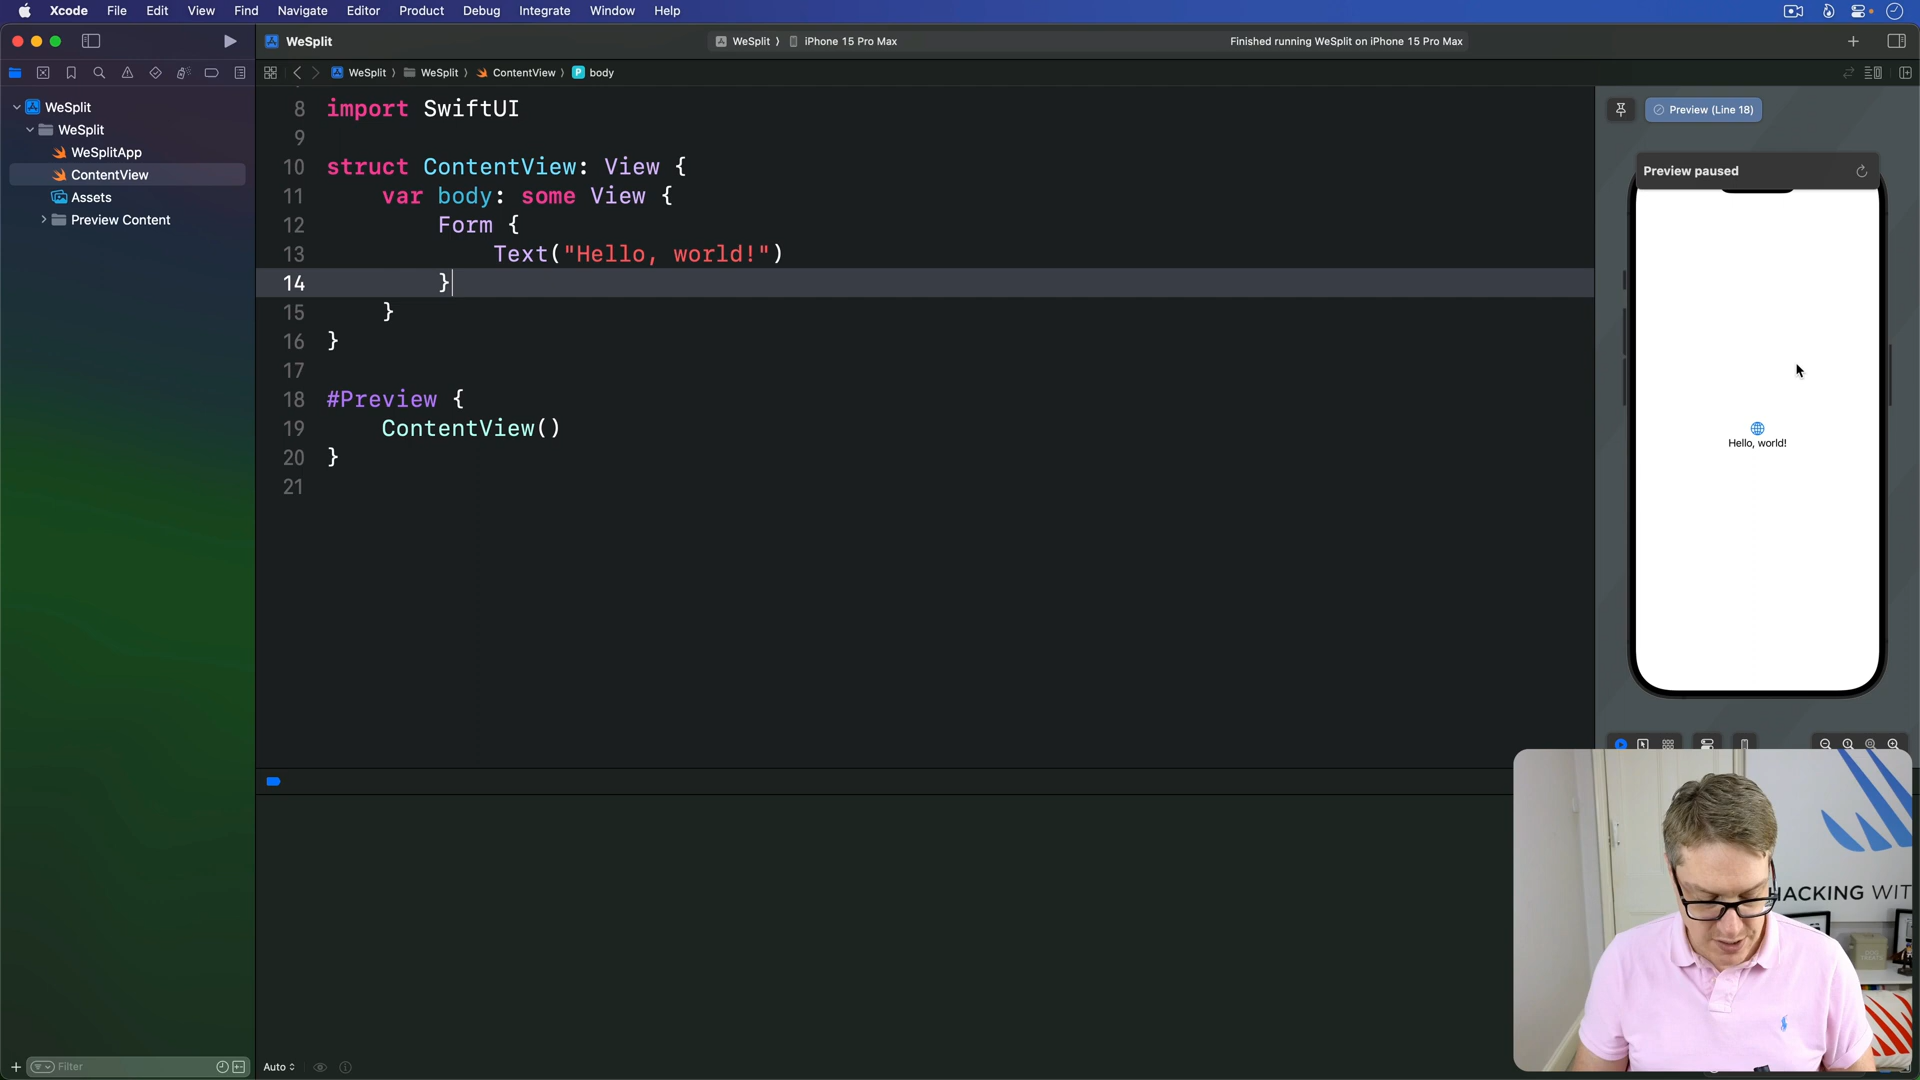 Xcode File Edit View Find Navigate Editor Product Debug Integrate Window Help
WeSplit
WeSplit iPhone 15 Pro Max
Finished running WeSplit on iPhone 15 Pro Max
WeSplit WeSplit ContentView P body
WeSplit
WeSplit
WeSplitApp
ContentView
Assets
Preview Content
8 import SwiftUI
9
10 struct ContentView: View {
11 var body: some View {
12 Form {
13 Text("Hello, world!")
14 }
15 }
16 }
17
18 #Preview {
19 ContentView()
20 }
21
Preview (Line 18)
Preview paused
Hello, world!
HACKING WIT
Filter
Auto